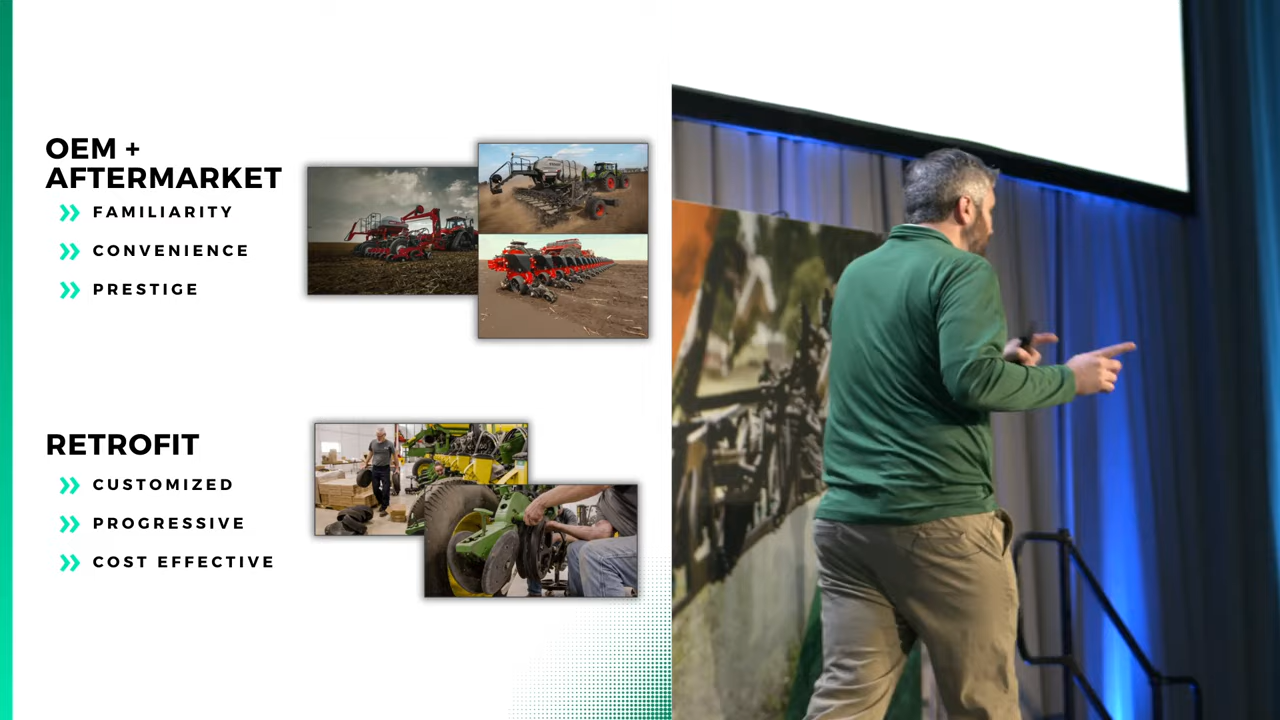 OEM +
AFTERMARKET
FAMILIARITY
CONVENIENCE
PRESTIGE
RETROFIT
CUSTOMIZED
PROGRESSIVE
COST EFFECTIVE